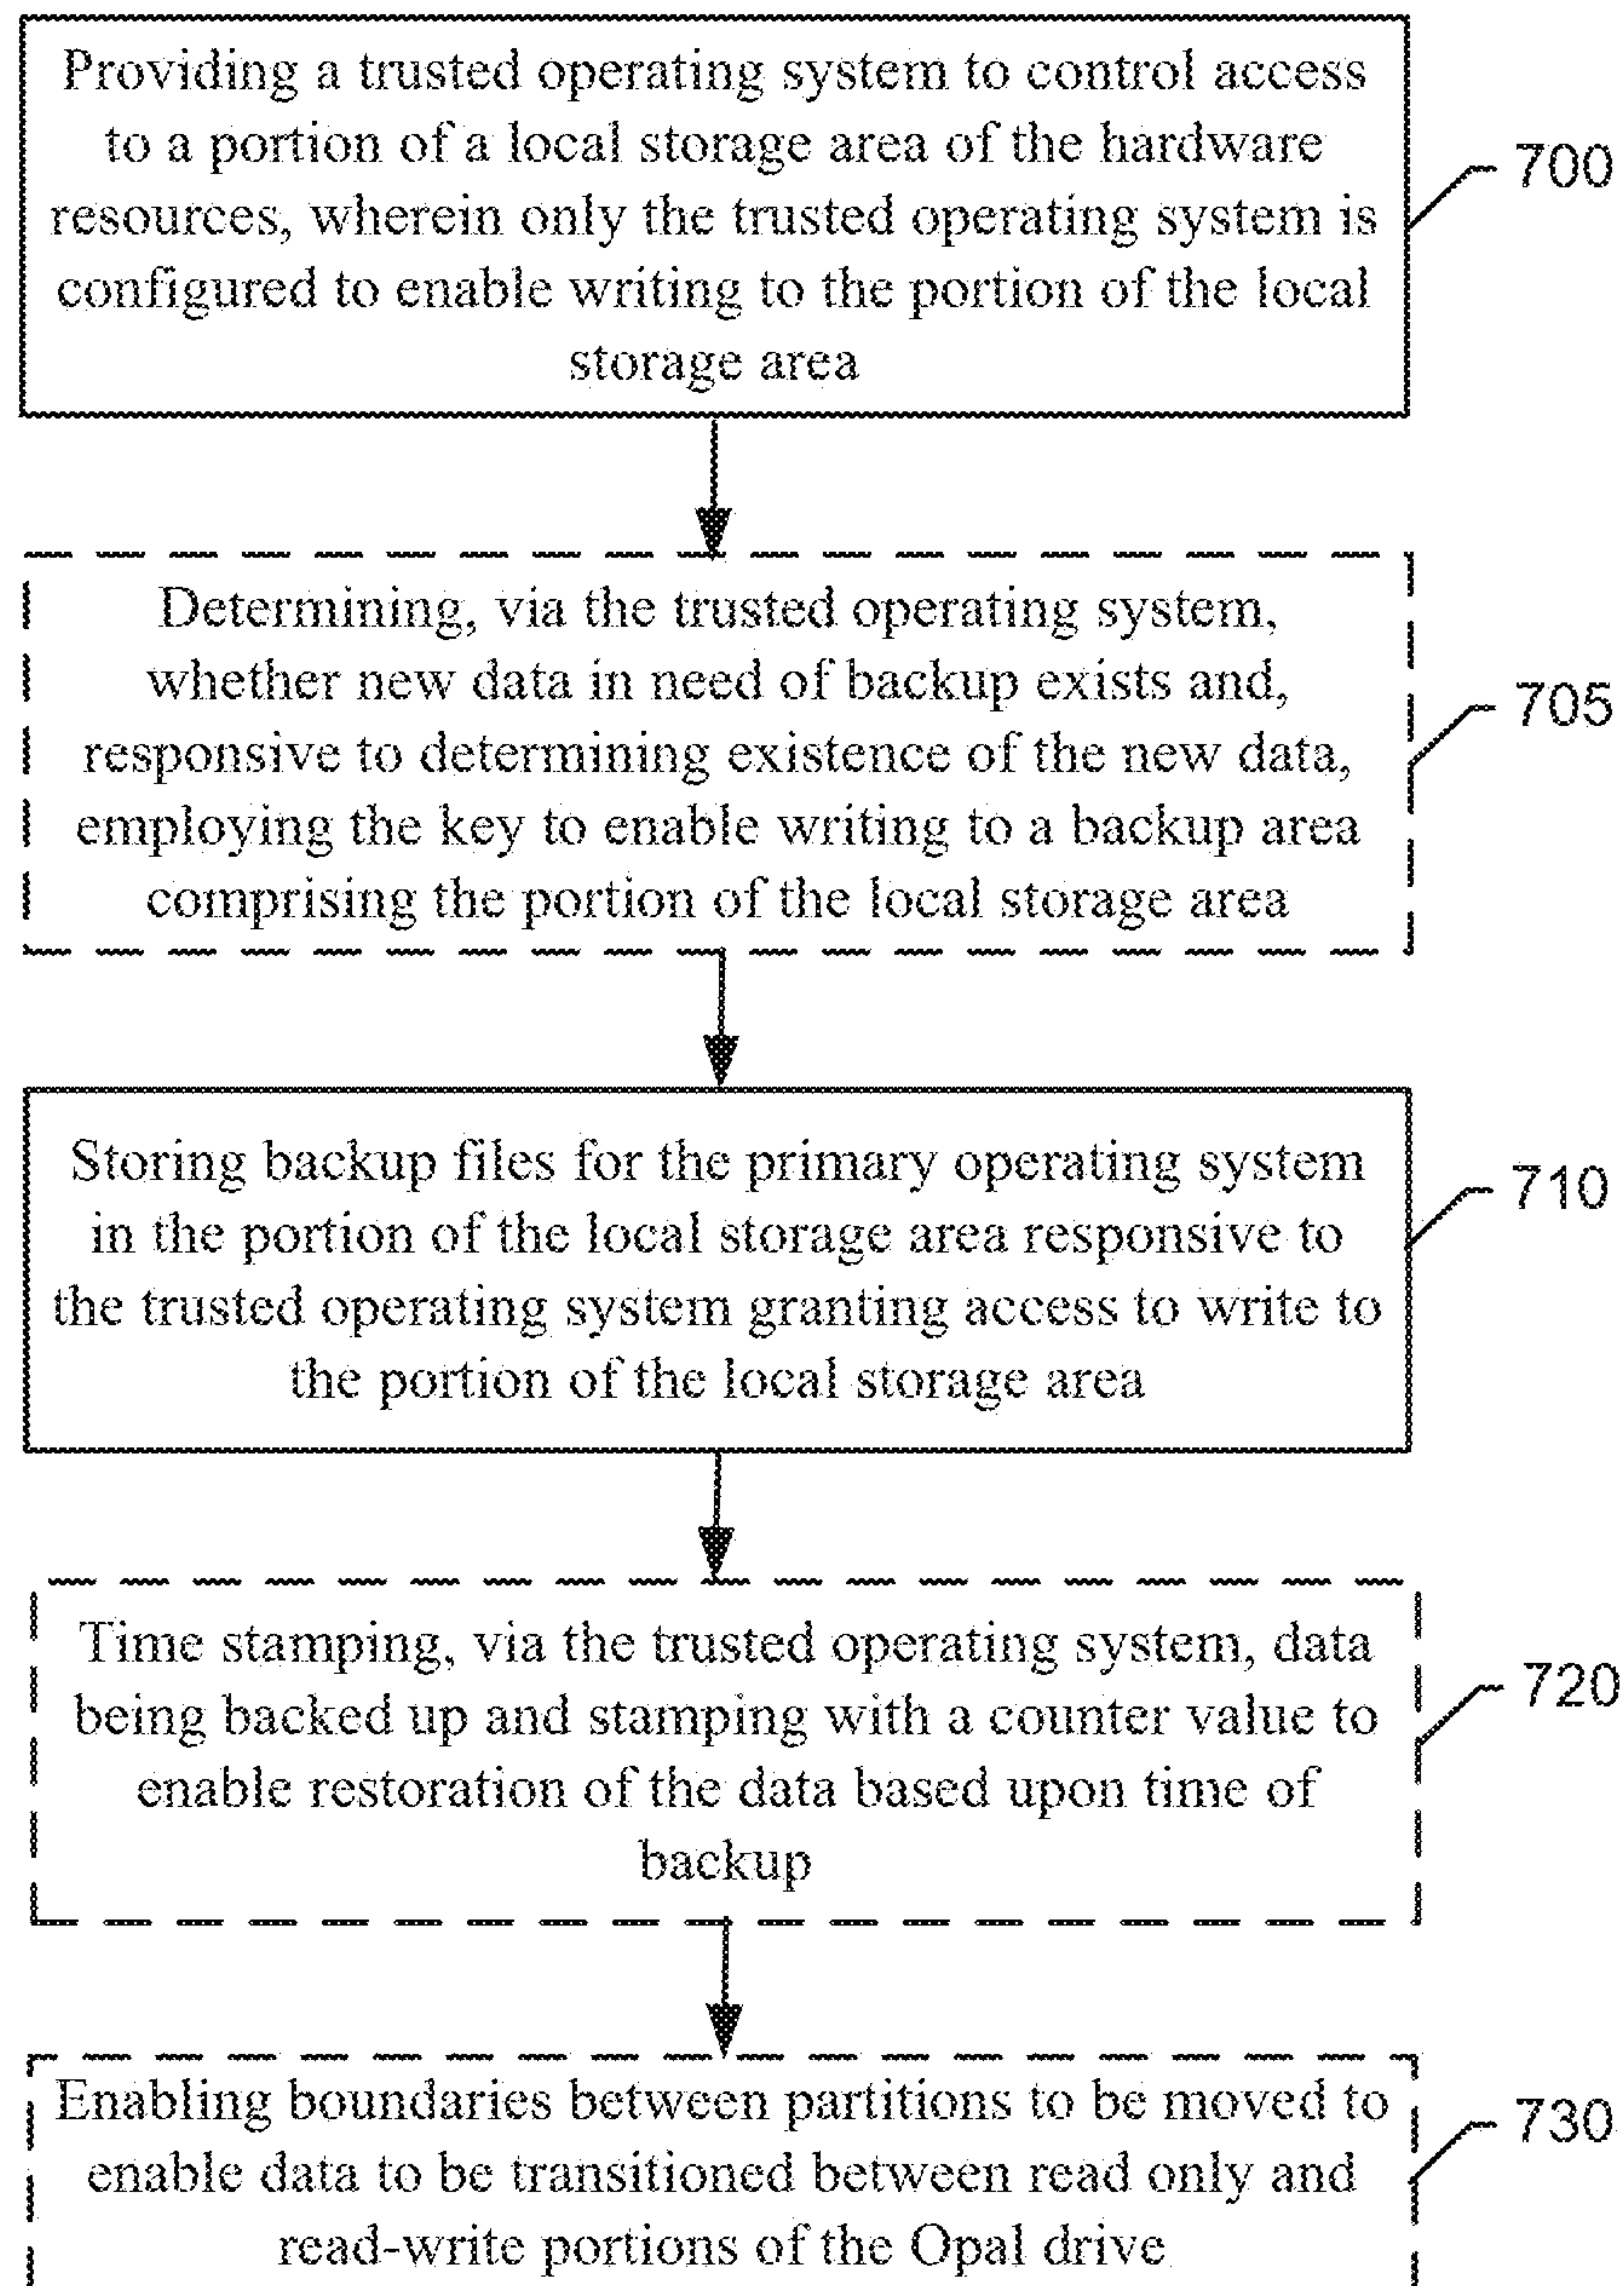 Providing a trusted operating system to control access
to a portion of a local storage area of the hardware
resources, wherein only the trusted operating system is
configured to enable writing to the portion of the local
storage area
700
Determining, via the trusted operating system,
whether new data in need of backup exists and,
responsive to determining existence of the new data,
employing the key to enable writing to a backup area
comprising the portion of the local storage area
705
Storing backup files for the primary operating system
in the portion of the local storage area responsive to
the trusted operating system granting access to write to
the portion of the local storage area
710
Time stamping, via the trusted operating system, data
being backed up and stamping with a counter value to
enable restoration of the data based upon time of
backup
720
Enabling boundaries between partitions to be moved to
enable data to be transitioned between read only and
read-write portions of the Opal drive
730